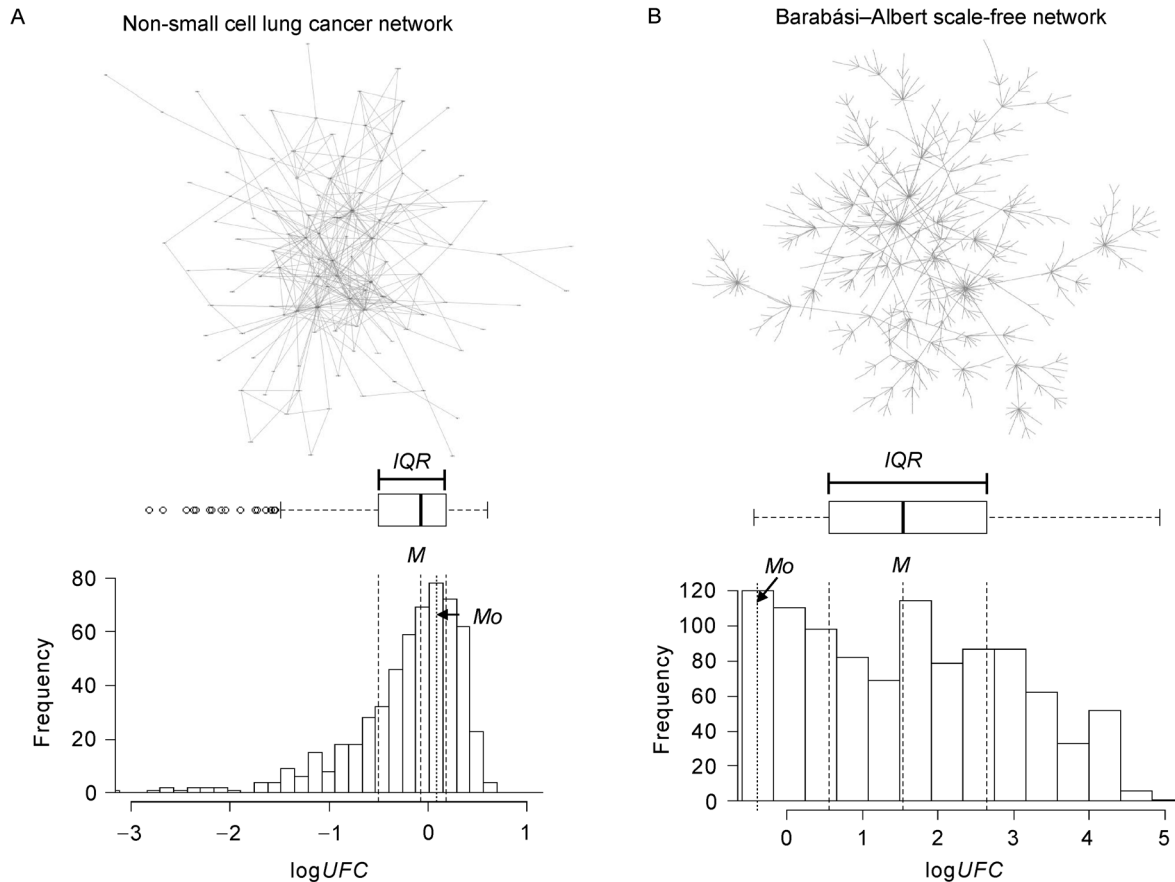 A
Non-small cell lung cancer network
IQR
M
Mo
80
60
40
20
0
Frequency
−3 −2 −1 0 1
logUFC
B
Barabási–Albert scale-free network
IQR
Mo
M
120
100
80
60
40
20
0
Frequency
0 1 2 3 4 5
logUFC